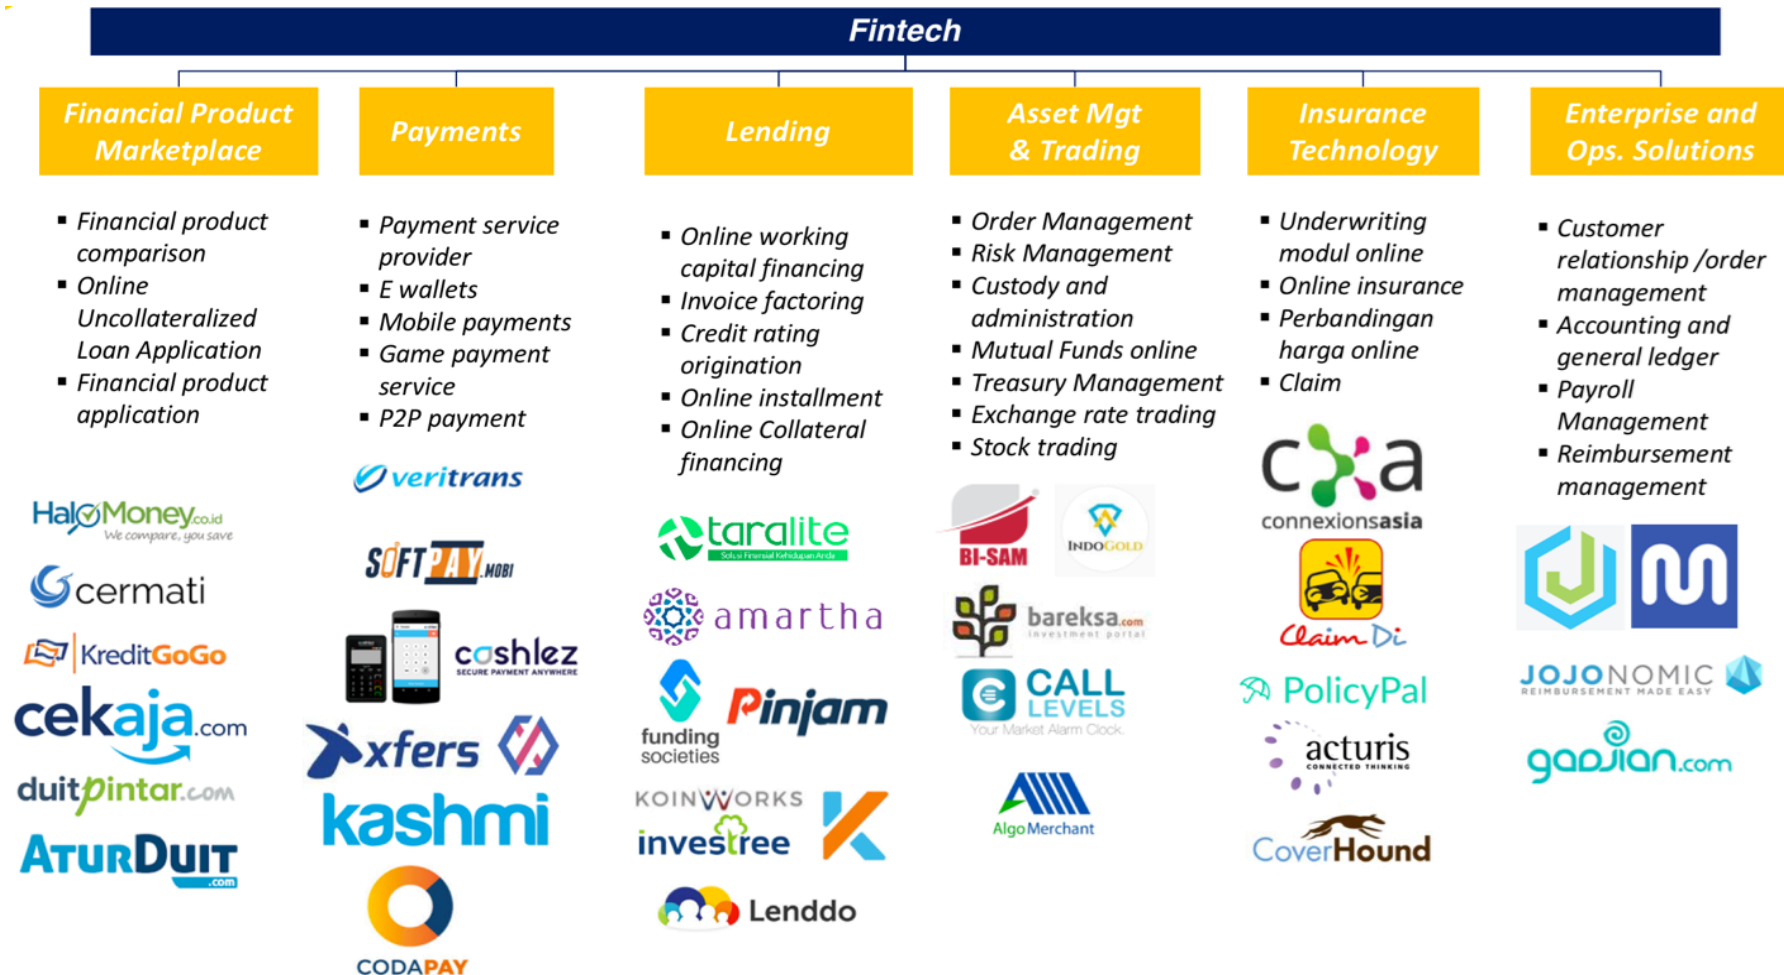 Fintech
Financial Product
Marketplace
Payments
Lending
Asset Mgt
& Trading
Insurance
Technology
Enterprise and
Ops. Solutions
Financial product
comparison
Online
Uncollateralized
Loan Application
Financial product
application
HaloMoney.co.id
We compare, you save
cermati
KreditGoGo
cekaja.com
duitpintar.com
ATURDUIT
.com
Payment service
provider
E wallets
Mobile payments
Game payment
service
P2P payment
veritrans
SOFTPAY.MOBI
cashlez
SECURE PAYMENT ANYWHERE
xfers
kashmi
CODAPAY
Online working
capital financing
Invoice factoring
Credit rating
origination
Online installment
Online Collateral
financing
taralite
Solusi Finansial Kehidupan Anda
amartha
funding
societies
Pinjam
KOINWORKS
investree
Lenddo
Order Management
Risk Management
Custody and
administration
Mutual Funds online
Treasury Management
Exchange rate trading
Stock trading
BI-SAM
INDOGOLD
bareksa.com
investment portal
CALL
LEVELS
Your Market Alarm Clock.
AlgoMerchant
Underwriting
modul online
Online insurance
Perbandingan
harga online
Claim
cxa
connexionsasia
Claim Di
PolicyPal
acturis
CONNECTED THINKING
CoverHound
Customer
relationship /order
management
Accounting and
general ledger
Payroll
Management
Reimbursement
management
JOJONOMIC
REIMBURSEMENT MADE EASY
gadjian.com